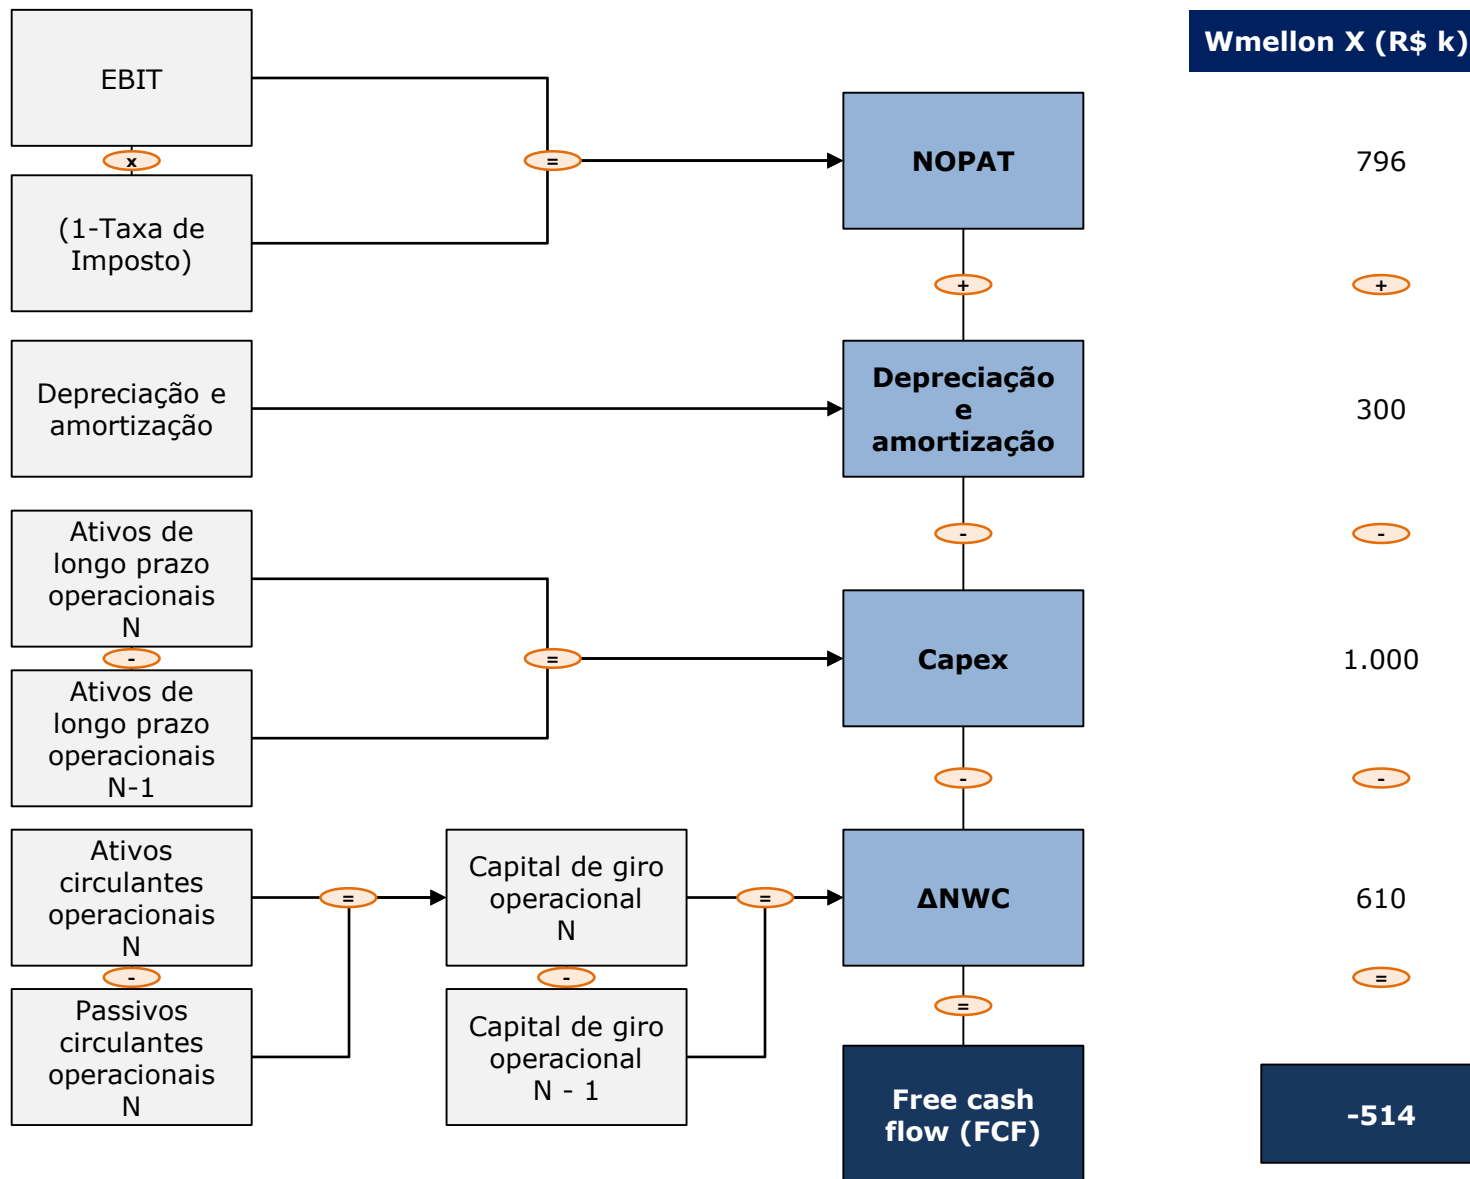 Wmellon X (R$ k)
EBIT
x
(1-Taxa de
Imposto)
=
NOPAT
796
+
+
Depreciação e
amortização
Depreciação
e
amortização
300
-
-
Ativos de
longo prazo
operacionais
N
-
Ativos de
longo prazo
operacionais
N-1
=
Capex
1.000
-
-
Ativos
circulantes
operacionais
N
-
Passivos
circulantes
operacionais
N
=
Capital de giro
operacional
N
-
Capital de giro
operacional
N - 1
=
ΔNWC
610
=
=
Free cash
flow (FCF)
-514